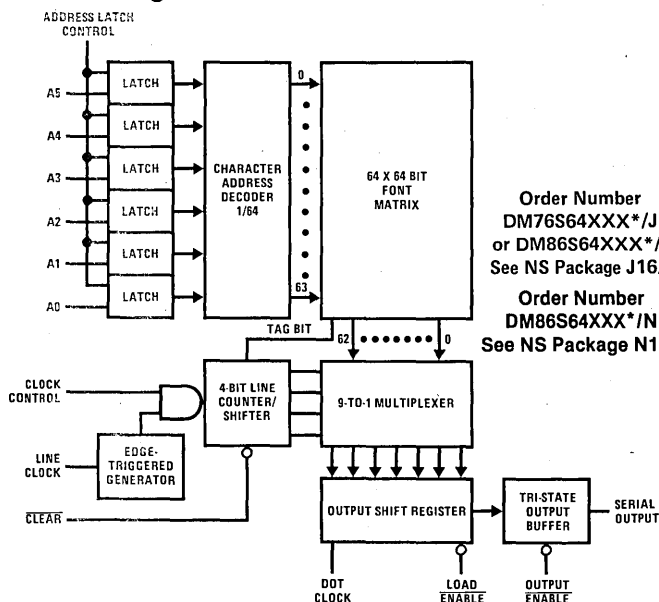 ADDRESS LATCH
CONTROL
A5
LATCH
A4
LATCH
A3
LATCH
A2
LATCH
A1
LATCH
A0
LATCH
CHARACTER
ADDRESS
DECODER
1/64
0
63
64 X 64 BIT
FONT
MATRIX
Order Number
DM76S64XXX*/J
or DM86S64XXX*/
See NS Package J16
Order Number
DM86S64XXX*/N
See NS Package N1
TAG BIT
62
0
CLOCK
CONTROL
4-BIT LINE
COUNTER/
SHIFTER
9-TO-1 MULTIPLEXER
LINE
CLOCK
EDGE-
TRIGGERED
GENERATOR
CLEAR
OUTPUT SHIFT REGISTER
TRI-STATE
OUTPUT
BUFFER
SERIAL
OUTPUT
DOT
CLOCK
LOAD
ENABLE
OUTPUT
ENABLE